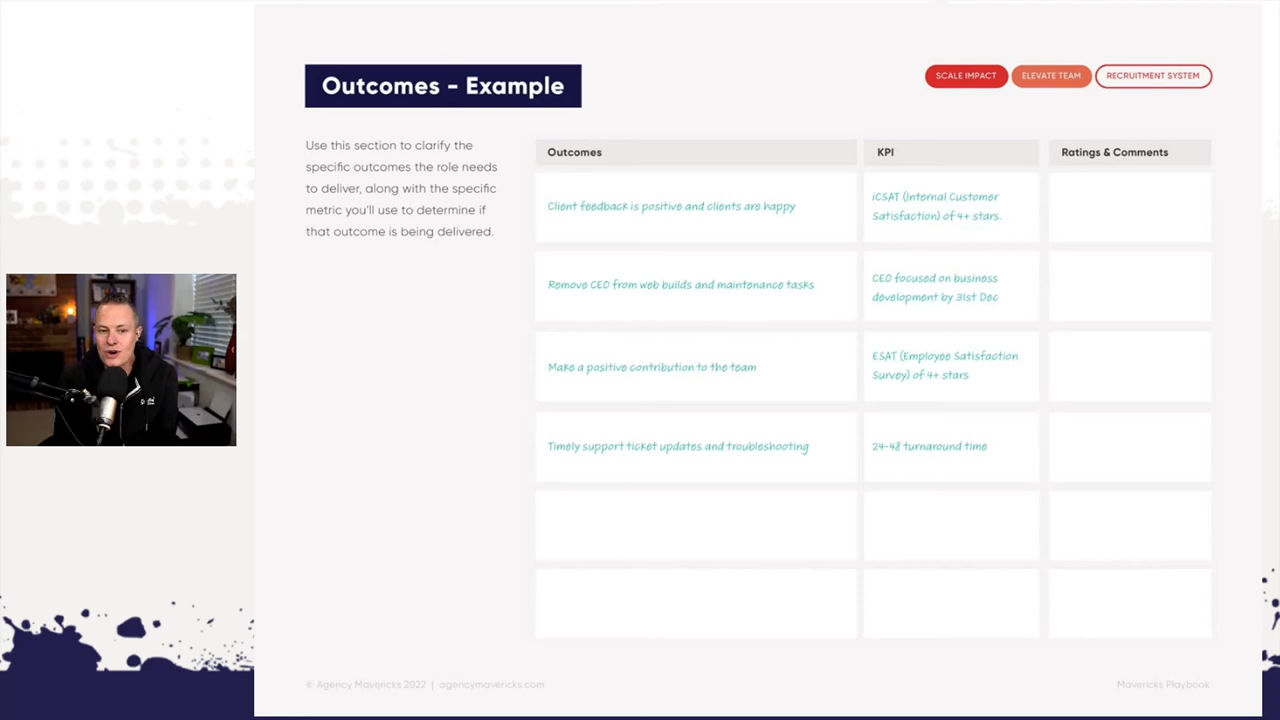 Outcomes - Example
SCALE IMPACT
ELEVATE TEAM
RECRUITMENT SYSTEM
Use this section to clarify the
specific outcomes the role needs
to deliver, along with the specific
metric you'll use to determine if
that outcome is being delivered.
Outcomes
KPI
Ratings & Comments
Client feedback is positive and clients are happy
iCSAT (Internal Customer
Satisfaction) of 4+ stars.
Remove CEO from web builds and maintenance tasks
CEO focused on business
development by 31st Dec
Make a positive contribution to the team
ESAT (Employee Satisfaction
Survey) of 4+ stars
Timely support ticket updates and troubleshooting
24-48 turnaround time
© Agency Mavericks 2022 | agencymavericks.com
Mavericks Playbook